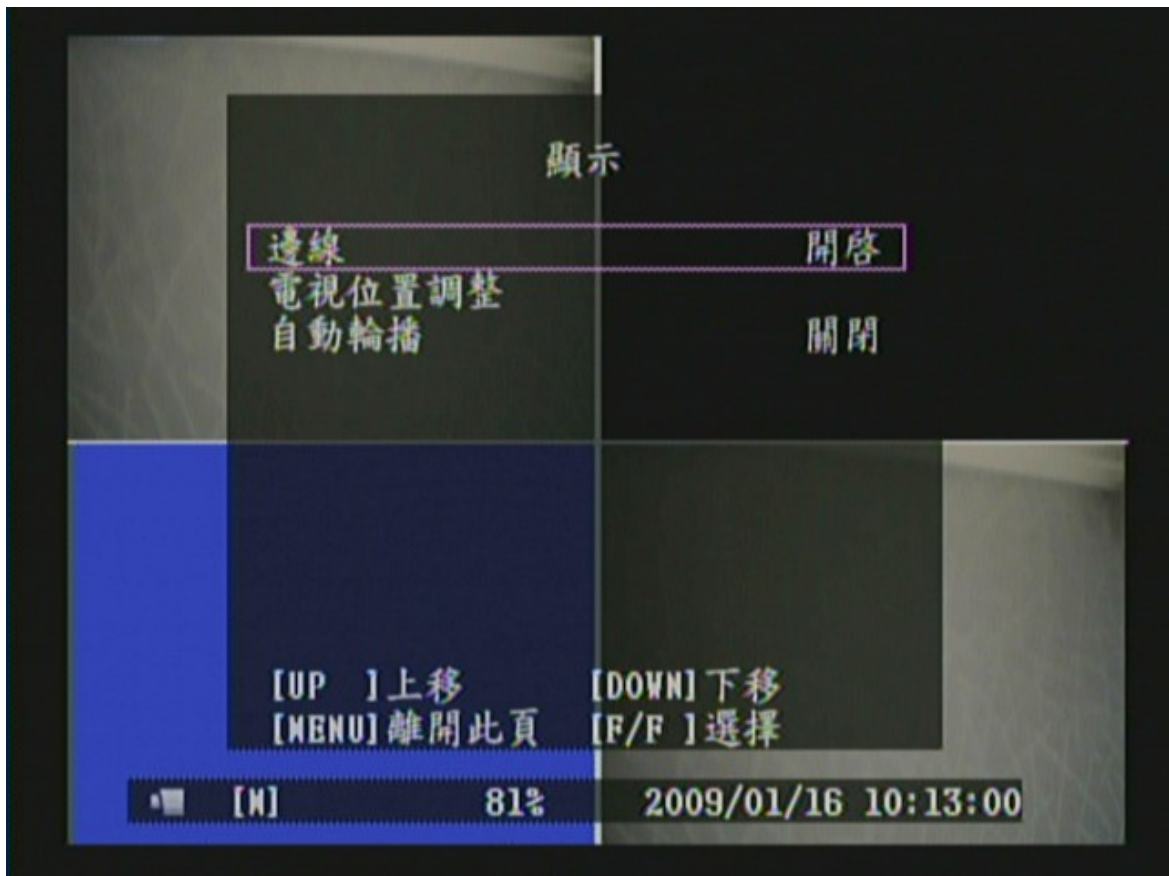 顯示
邊線 開啓
電視位置調整
自動輪播 關閉
[UP ]上移 [DOWN]下移
[MENU]離開此頁 [F/F ]選擇
[M] 81% 2009/01/16 10:13:00